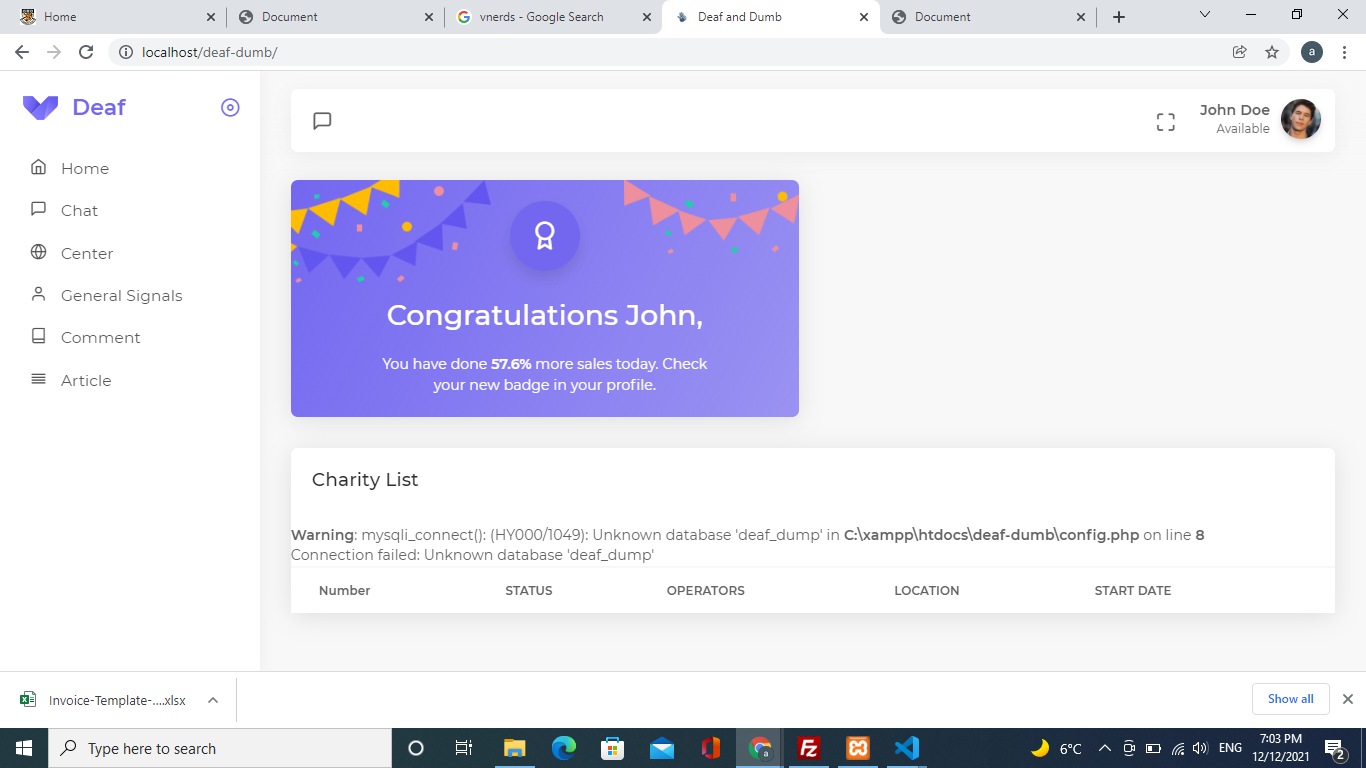 Home
Document
vnerds - Google Search
Deaf and Dumb
Document
localhost/deaf-dumb/
a
Deaf
Home
Chat
Center
General Signals
Comment
Article
John Doe
Available
Congratulations John,
You have done 57.6% more sales today. Check
your new badge in your profile.
Charity List
Warning: mysqli_connect(): (HY000/1049): Unknown database 'deaf_dump' in C:\xampp\htdocs\deaf-dumb\config.php on line 8
Connection failed: Unknown database 'deaf_dump'
Number STATUS OPERATORS LOCATION START DATE
Invoice-Template-....xlsx
Show all
Type here to search
6°C
ENG
7:03 PM
12/12/2021
2